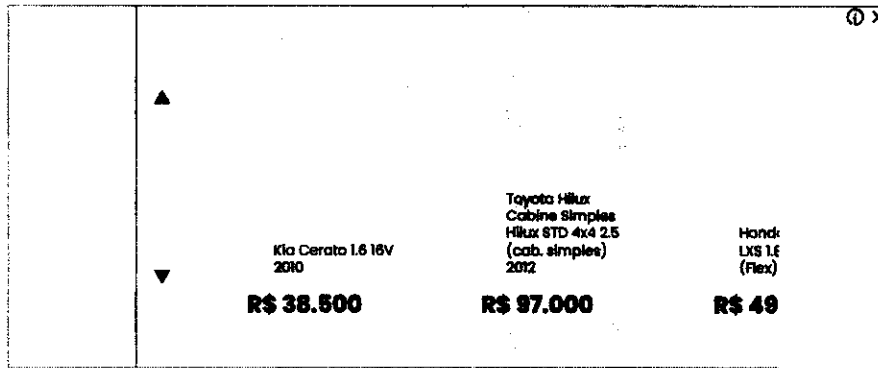 Kia Cerato 1.6 16V
2010
R$ 38.500
Toyota Hilux
Cabine Simples
Hilux STD 4x4 2.5
(cab. simples)
2012
R$ 97.000
LXS
(Flex)
R$ 49